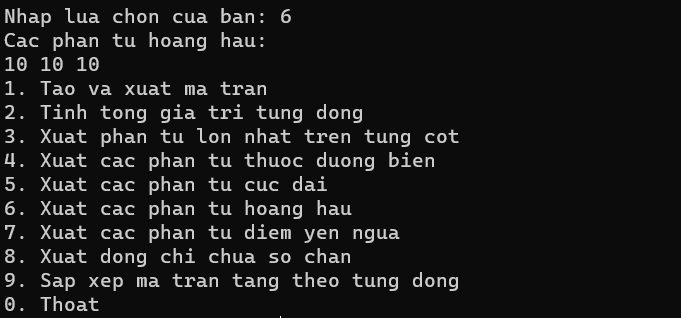 Nhap lua chon cua ban: 6
Cac phan tu hoang hau:
10 10 10
1. Tao va xuat ma tran
2. Tinh tong gia tri tung dong
3. Xuat phan tu lon nhat tren tung cot
4. Xuat cac phan tu thuoc duong bien
5. Xuat cac phan tu cuc dai
6. Xuat cac phan tu hoang hau
7. Xuat cac phan tu diem yen ngua
8. Xuat dong chi chua so chan
9. Sap xep ma tran tang theo tung dong
0. Thoat